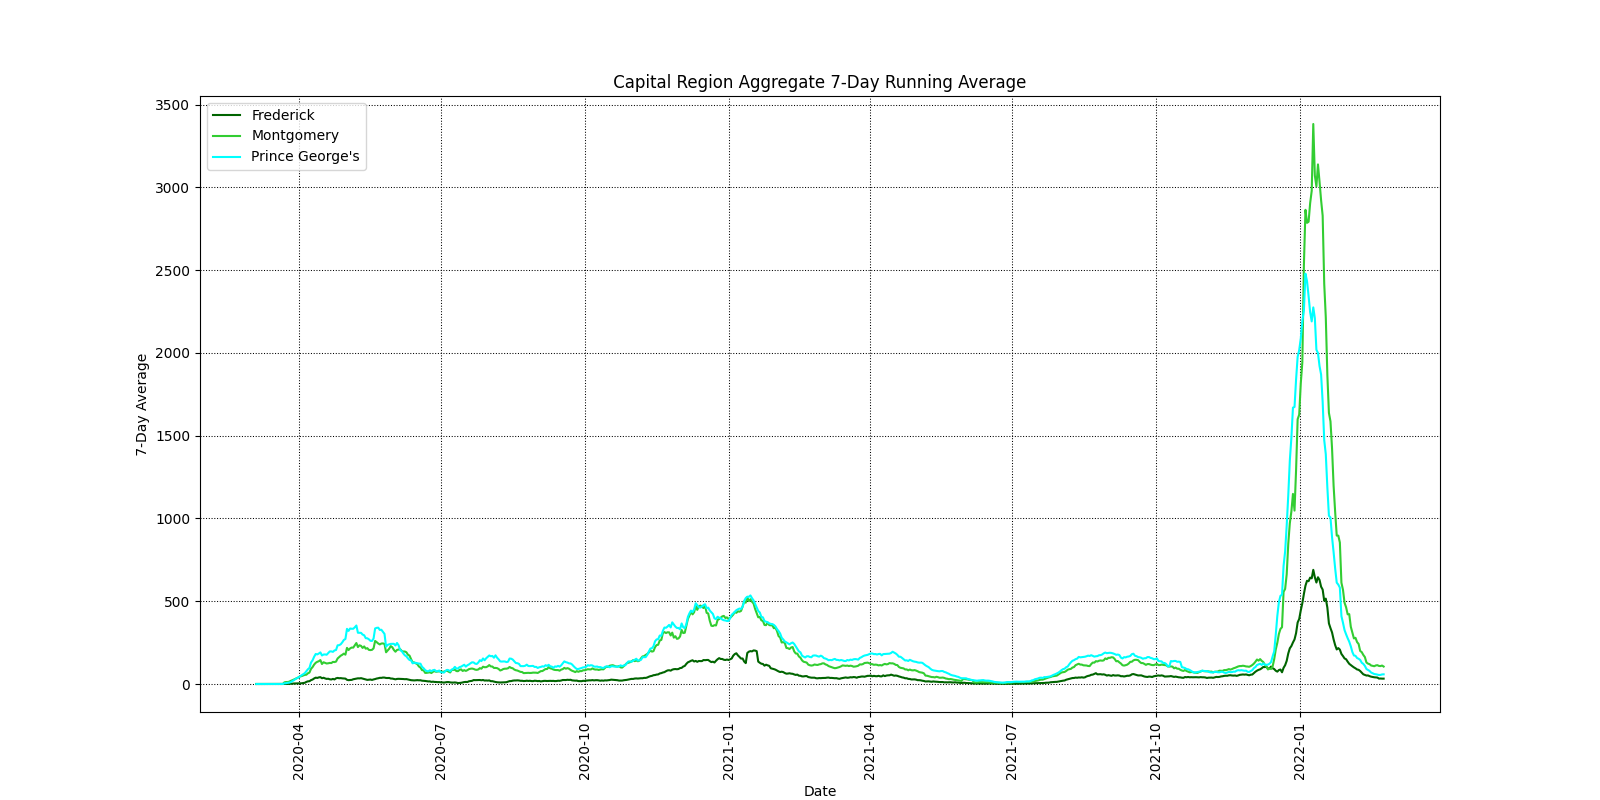 Capital Region Aggregate 7-Day Running Average
Frederick
Montgomery
Prince George's
3500
3000
2500
2000
1500
1000
500
0
7-Day Average
2020-04
2020-07
2020-10
2021-01
2021-04
2021-07
2021-10
2022-01
Date